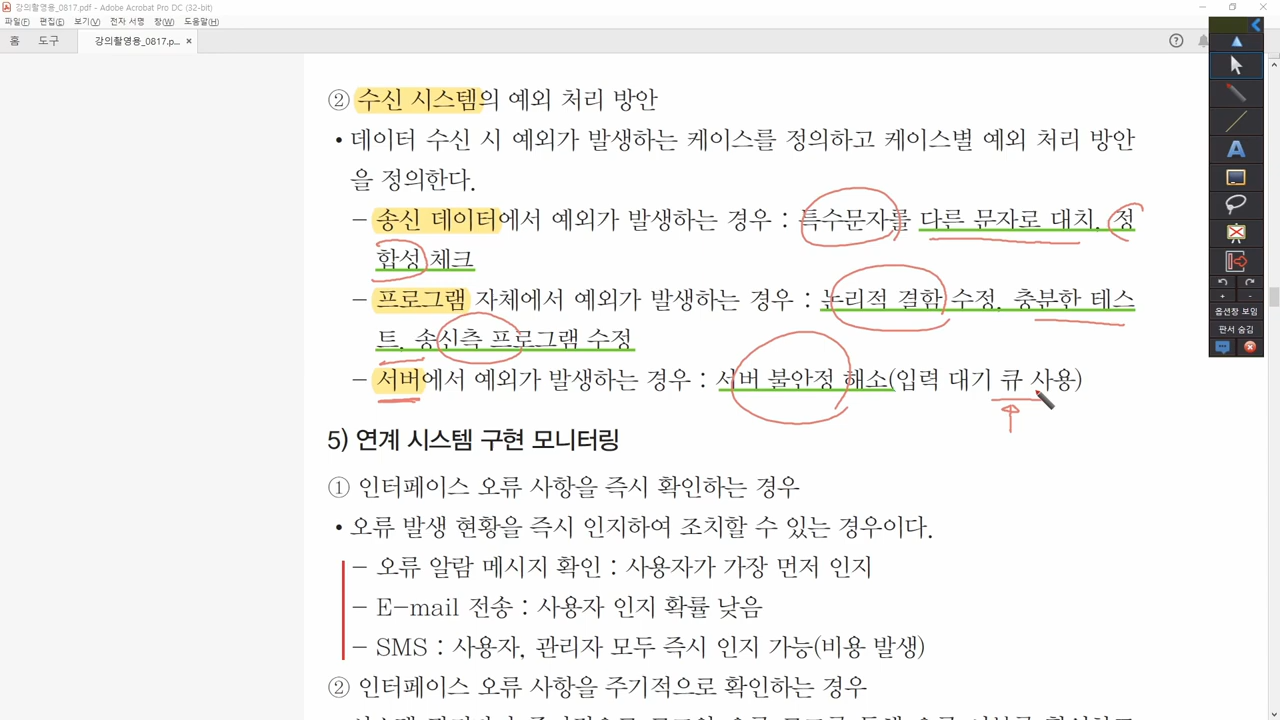 강의촬영용_0817.pdf - Adobe Acrobat Pro DC (32-bit)
파일(F) 편집(E) 보기(V) 전자 서명 창(W) 도움말(H)
홈 도구 강의촬영용_0817.p... ×
② 수신 시스템의 예외 처리 방안
• 데이터 수신 시 예외가 발생하는 케이스를 정의하고 케이스별 예외 처리 방안
을 정의한다.
- 송신 데이터에서 예외가 발생하는 경우 : 특수문자를 다른 문자로 대치, 정
합성 체크
- 프로그램 자체에서 예외가 발생하는 경우 : 논리적 결함 수정, 충분한 테스
트, 송신측 프로그램 수정
- 서버에서 예외가 발생하는 경우 : 서버 불안정 해소(입력 대기 큐 사용)
5) 연계 시스템 구현 모니터링
① 인터페이스 오류 사항을 즉시 확인하는 경우
• 오류 발생 현황을 즉시 인지하여 조치할 수 있는 경우이다.
- 오류 알람 메시지 확인 : 사용자가 가장 먼저 인지
- E-mail 전송 : 사용자 인지 확률 낮음
- SMS : 사용자, 관리자 모두 즉시 인지 가능(비용 발생)
② 인터페이스 오류 사항을 주기적으로 확인하는 경우
옵션창 보임
판서 숨김